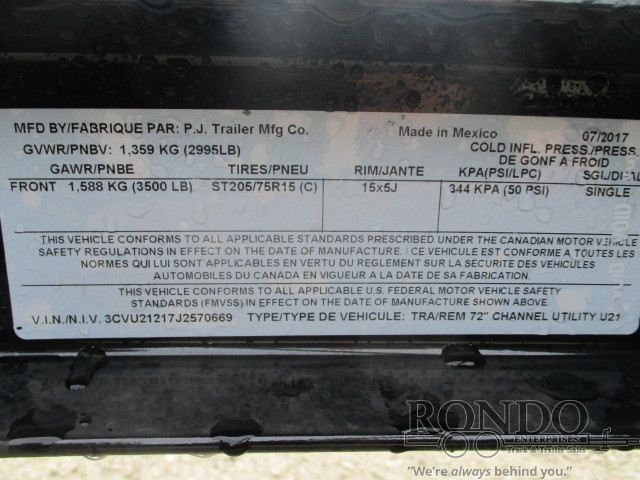 MFD BY/FABRIQUE PAR: P.J. Trailer Mfg Co. Made in Mexico 07/2017
GVWR/PNBV: 1,359 KG (2995LB) COLD INFL. PRESS./PRESS.
DE GONF A FROID
GAWR/PNBE TIRES/PNEU RIM/JANTE KPA(PSI/LPC) SGL/DUAL
FRONT 1,588 KG (3500 LB) ST205/75R15 (C) 15x5J 344 KPA (50 PSI) SINGLE
THIS VEHICLE CONFORMS TO ALL APPLICABLE STANDARDS PRESCRIBED UNDER THE CANADIAN MOTOR VEHICLE
SAFETY REGULATIONS IN EFFECT ON THE DATE OF MANUFACTURE. / CE VEHICULE EST CONFORME A TOUTES LES
NORMES QUI LUI SONT APPLICABLES EN VERTU DU REGLEMENT SUR LA SECURITE DES VEHICULES
AUTOMOBILES DU CANADA EN VIGUEUR A LA DATE DE SA FABRICATION.
THIS VEHICLE CONFORMS TO ALL APPLICABLE U.S. FEDERAL MOTOR VEHICLE SAFETY
STANDARDS (FMVSS) IN EFFECT ON THE DATE OF MANUFACTURE SHOWN ABOVE.
V.I.N./N.I.V. 3CVU21217J2570669 TYPE/TYPE DE VEHICULE: TRA/REM 72" CHANNEL UTILITY U21
RONDO
ENTERPRISES
Truck & Trailer Sales
"We're always behind you."